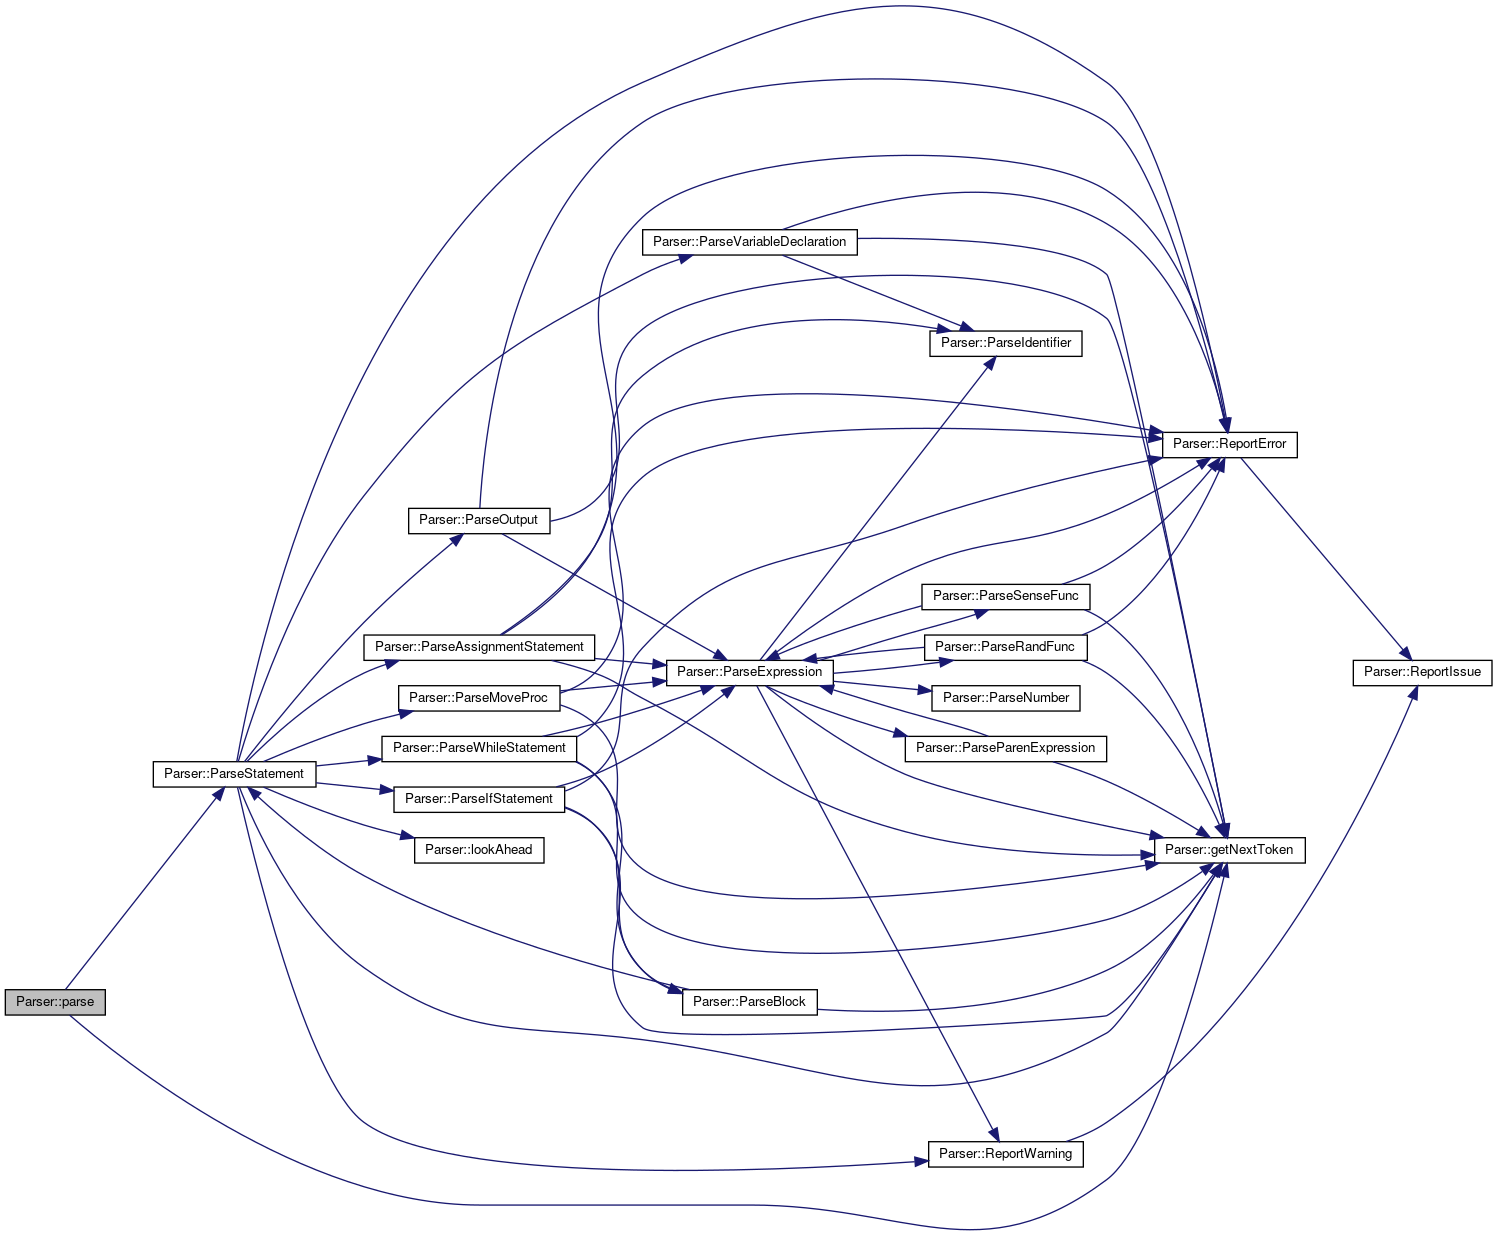 Parser::ParseVariableDeclaration
Parser::ParseIdentifier
Parser::ReportError
Parser::ParseOutput
Parser::ParseSenseFunc
Parser::ParseAssignmentStatement
Parser::ParseRandFunc
Parser::ParseExpression
Parser::ReportIssue
Parser::ParseMoveProc
Parser::ParseNumber
Parser::ParseWhileStatement
Parser::ParseParenExpression
Parser::ParseStatement
Parser::ParseIfStatement
Parser::lookAhead
Parser::getNextToken
Parser::parse
Parser::ParseBlock
Parser::ReportWarning